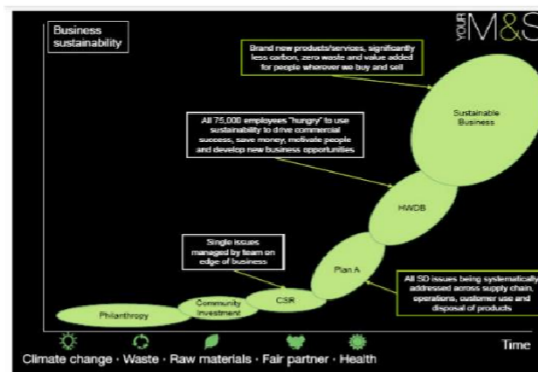 Business
sustainability
YOUR
M&S
Brand new products/services, significantly
less carbon, zero waste and value added
for people wherever we buy and sell
Sustainable
Business
All 75,000 employees "hungry" to use
sustainability to drive commercial
success, save money, motivate people
and develop new business opportunities
HWDB
Single issues
managed by team on
edge of business
Plan A
All SD issues being systematically
addressed across supply chain,
operations, customer use and
disposal of products
CSR
Community
Investment
Philanthropy
Time
Climate change · Waste · Raw materials · Fair partner · Health